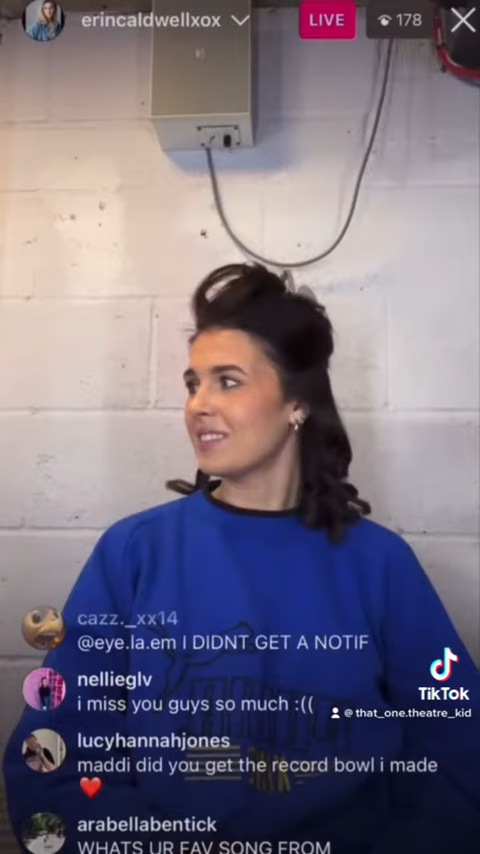 erincaldwellxox
LIVE
178
cazz._xx14
@eye.la.em I DIDNT GET A NOTIF
nellieglv
i miss you guys so much :((
TikTok
@ that_one.theatre_kid
lucyhannahjones
maddi did you get the record bowl i made
❤️
arabellabentick
WHATS UR FAV SONG FROM